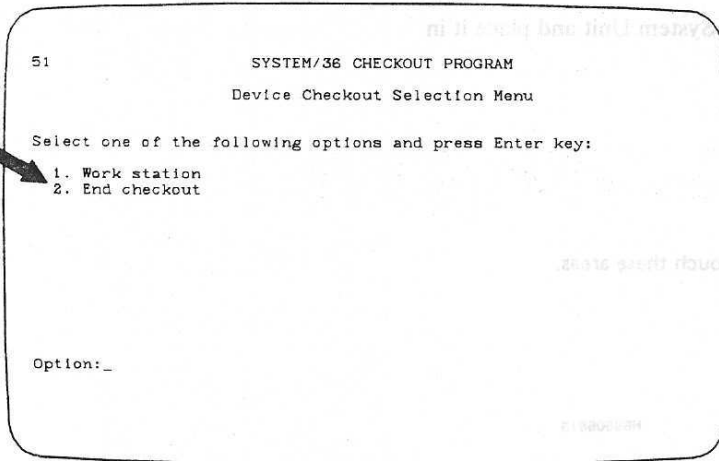 51
SYSTEM/36 CHECKOUT PROGRAM
Device Checkout Selection Menu
Select one of the following options and press Enter key:
1. Work station
2. End checkout
Option:_